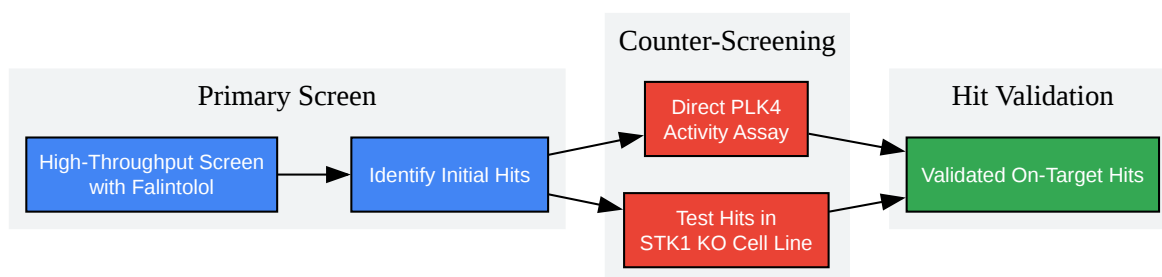 Primary Screen
High-Throughput Screen
with Falintolol
Identify Initial Hits
Counter-Screening
Direct PLK4
Activity Assay
Test Hits in
STK1 KO Cell Line
Hit Validation
Validated On-Target Hits